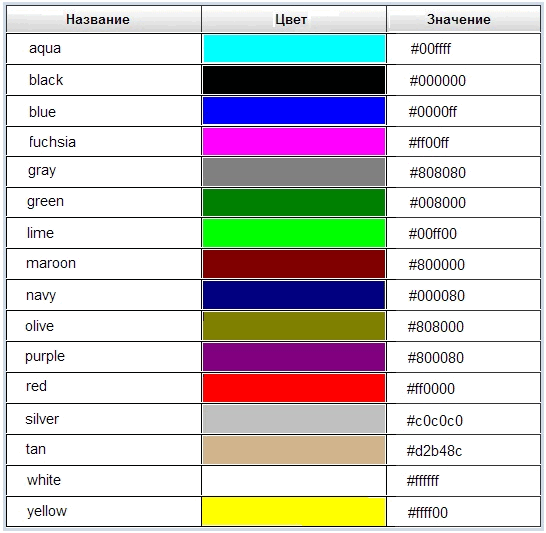 Название Цвет Значение
aqua #00ffff
black #000000
blue #0000ff
fuchsia #ff00ff
gray #808080
green #008000
lime #00ff00
maroon #800000
navy #000080
olive #808000
purple #800080
red #ff0000
silver #c0c0c0
tan #d2b48c
white #ffffff
yellow #ffff00